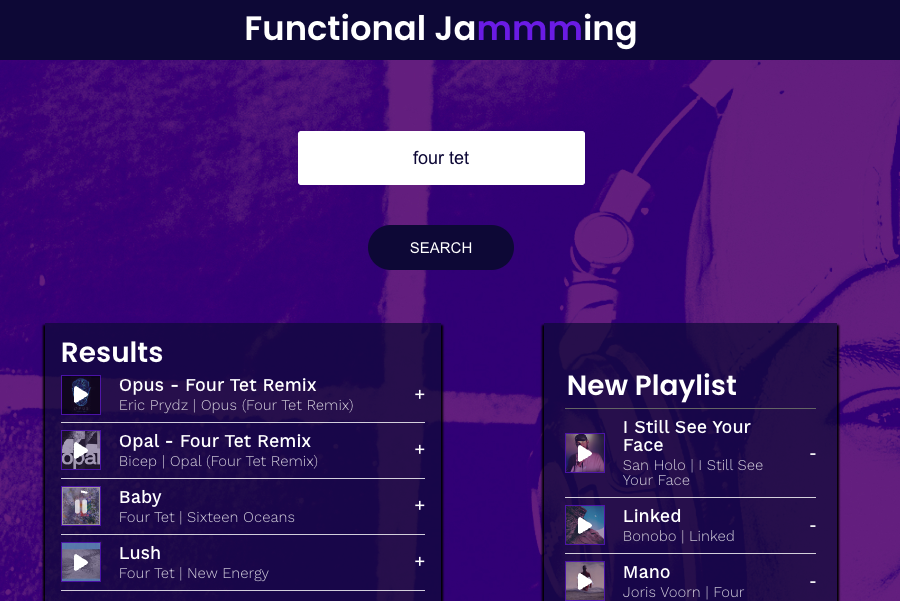 Functional Jammming
four tet
SEARCH
Results
Opus - Four Tet Remix
Eric Prydz | Opus (Four Tet Remix)
+
Opal - Four Tet Remix
Bicep | Opal (Four Tet Remix)
+
opal
Baby
Four Tet | Sixteen Oceans
+
Lush
Four Tet | New Energy
+
New Playlist
I Still See Your
Face
San Holo | I Still See
Your Face
-
Linked
Bonobo | Linked
-
Mano
Joris Voorn | Four
-